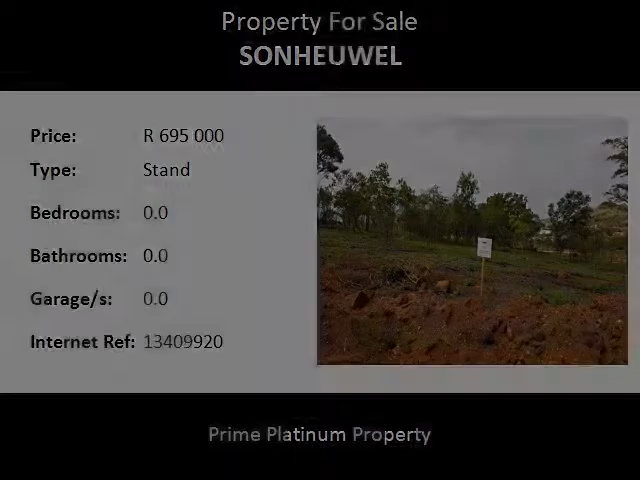 Property For Sale
SONHEUWEL
Price: R 695 000
Type: Stand
Bedrooms: 0.0
Bathrooms: 0.0
Garage/s: 0.0
Internet Ref: 13409920
Prime Platinum Property